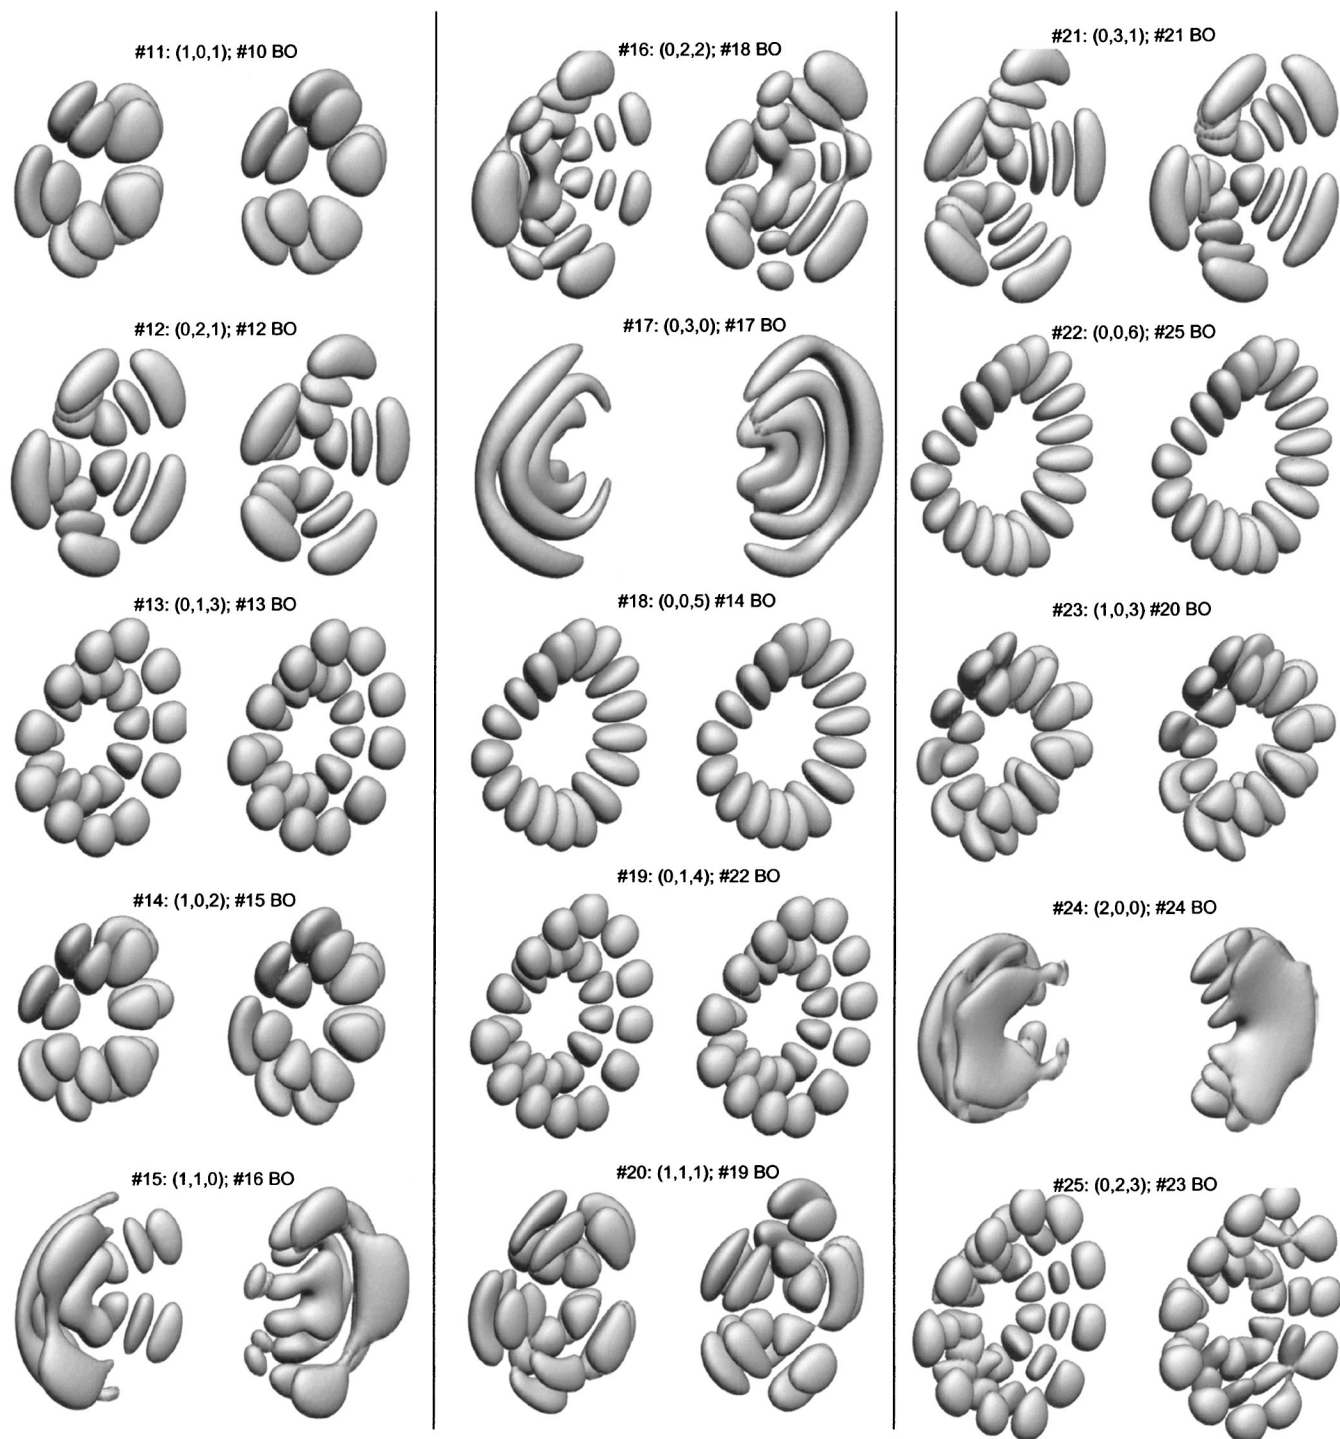 #11: (1,0,1); #10 BO
#12: (0,2,1); #12 BO
#13: (0,1,3); #13 BO
#14: (1,0,2); #15 BO
#15: (1,1,0); #16 BO
#16: (0,2,2); #18 BO
#17: (0,3,0); #17 BO
#18: (0,0,5) #14 BO
#19: (0,1,4); #22 BO
#20: (1,1,1); #19 BO
#21: (0,3,1); #21 BO
#22: (0,0,6); #25 BO
#23: (1,0,3) #20 BO
#24: (2,0,0); #24 BO
#25: (0,2,3); #23 BO